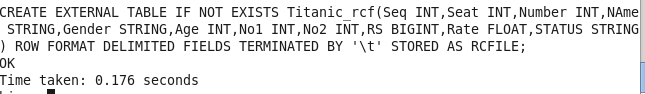 CREATE EXTERNAL TABLE IF NOT EXISTS Titanic_rcf(Seq INT,Seat INT,Number INT,NAme
STRING,Gender STRING,Age INT,No1 INT,No2 INT,RS BIGINT,Rate FLOAT,STATUS STRING
) ROW FORMAT DELIMITED FIELDS TERMINATED BY '\t' STORED AS RCFILE;
OK
Time taken: 0.176 seconds